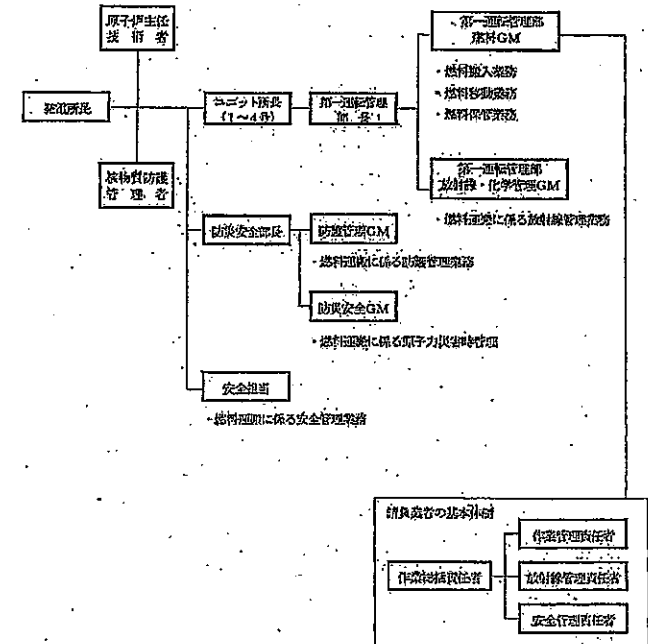 原子炉主任
技術者
第一運転管理部
燃料GM
・燃料搬入業務
・燃料移動業務
・燃料保管業務
発電所長
ユニット所長
(1～4号)
第一運転管理
部長
核物質防護
管理者
第一運転管理部
放射線・化学管理GM
・燃料運搬に係る放射線管理業務
防災安全部長
防護管理GM
・燃料運搬に係る防護管理業務
防災安全GM
・燃料運搬に係る原子力災害時管理
安全担当
・燃料運搬に係る安全管理業務
請負業者の基本体制
作業管理責任者
作業総括責任者
放射線管理責任者
安全管理責任者